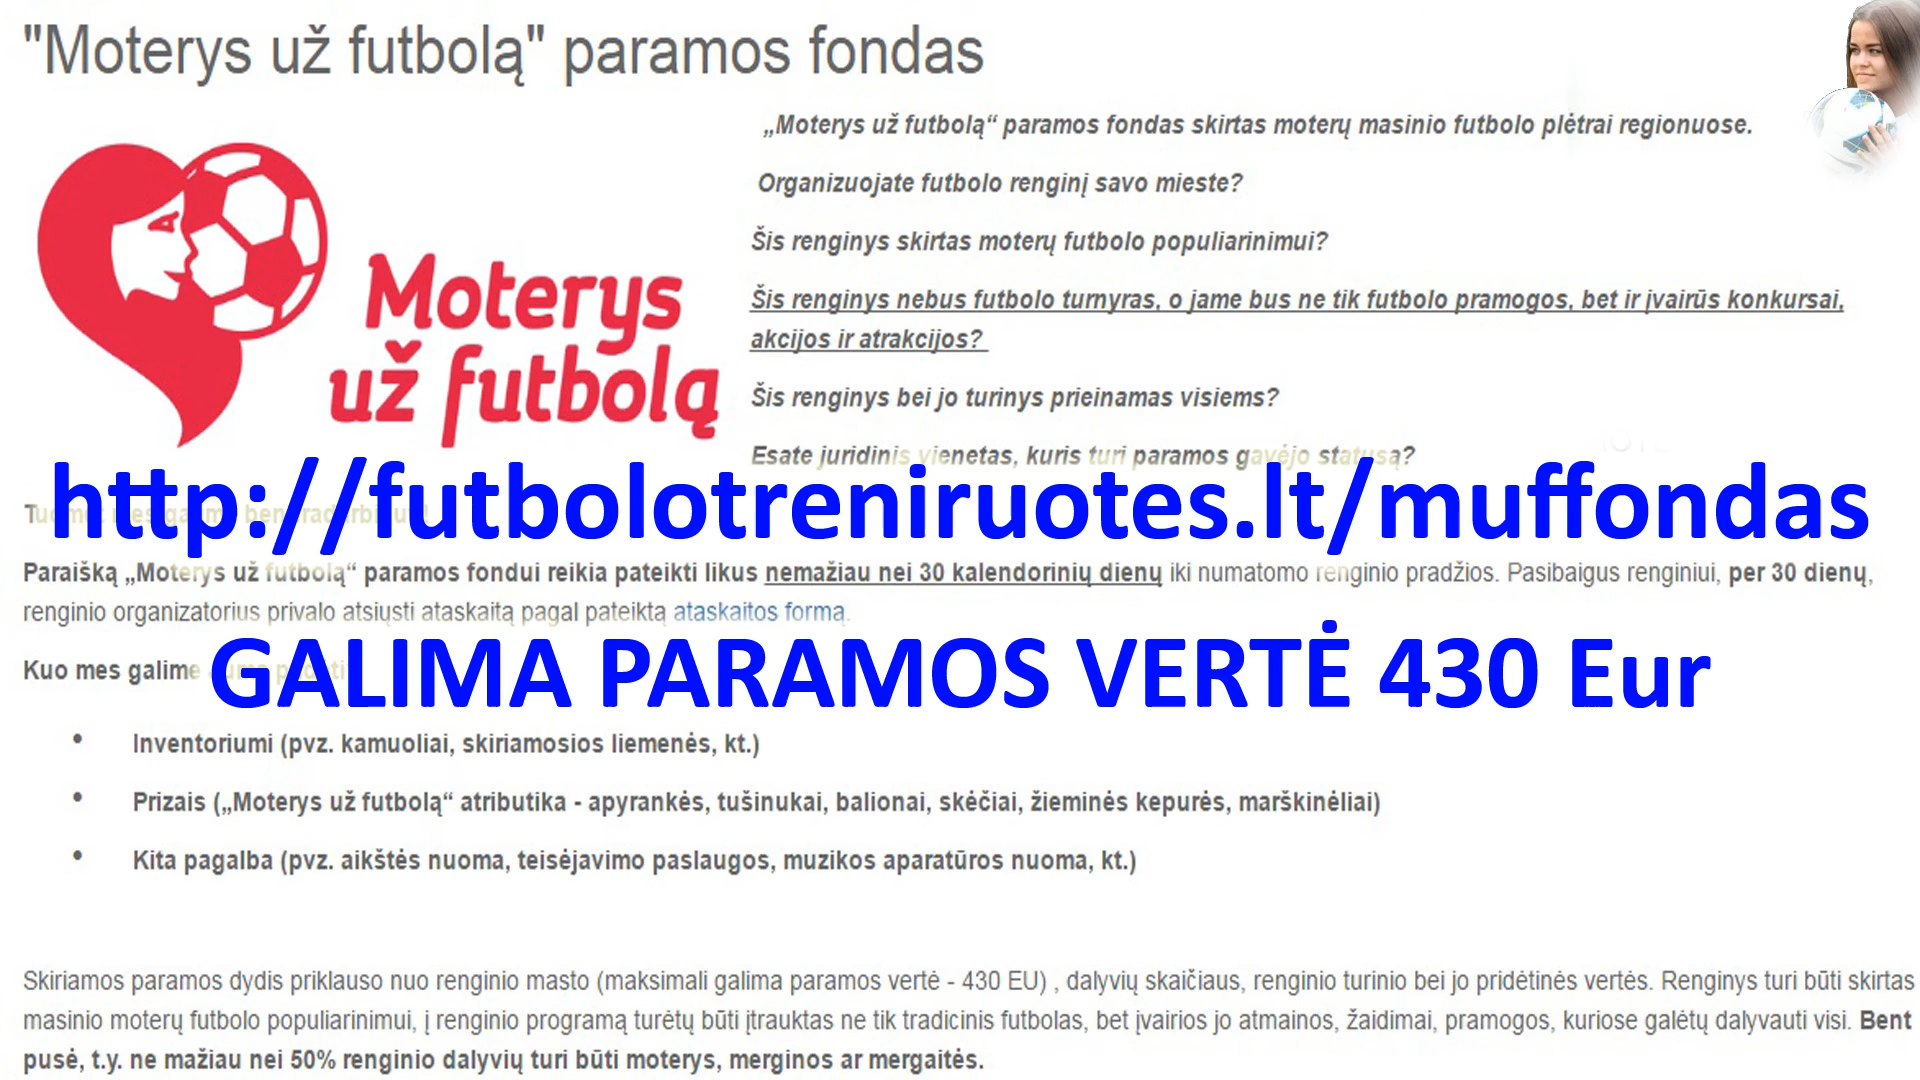 "Moterys už futbolą" paramos fondas
„Moterys už futbolą“ paramos fondas skirtas moterų masinio futbolo plėtrai regionuose.
Organizuojate futbolo renginį savo mieste?
Šis renginys skirtas moterų futbolo populiarinimui?
Šis renginys nebus futbolo turnyras, o jame bus ne tik futbolo pramogos, bet ir įvairūs konkursai,
akcijos ir atrakcijos?
Šis renginys bei jo turinys prieinamas visiems?
Esate juridinis vienetas, kuris turi paramos gavėjo statusą?
Moterys
už futbolą
http://futbolotreniruotes.lt/muffondas
Paraišką „Moterys už futbolą“ paramos fondui reikia pateikti likus nemažiau nei 30 kalendorinių dienų iki numatomo renginio pradžios. Pasibaigus renginiui, per 30 dienų,
renginio organizatorius privalo atsiųsti ataskaitą pagal pateiktą ataskaitos formą.
Kuo mes galime
GALIMA PARAMOS VERTĖ 430 Eur
• Inventoriumi (pvz. kamuoliai, skiriamosios liemenės, kt.)
• Prizais („Moterys už futbolą“ atributika - apyrankės, tušinukai, balionai, skėčiai, žieminės kepurės, marškinėliai)
• Kita pagalba (pvz. aikštės nuoma, teisėjavimo paslaugos, muzikos aparatūros nuoma, kt.)
Skiriamos paramos dydis priklauso nuo renginio masto (maksimali galima paramos vertė - 430 EU) , dalyvių skaičiaus, renginio turinio bei jo pridėtinės vertės. Renginys turi būti skirtas
masinio moterų futbolo populiarinimui, į renginio programą turėtų būti įtrauktas ne tik tradicinis futbolas, bet įvairios jo atmainos, žaidimai, pramogos, kuriose galėtų dalyvauti visi. Bent
pusė, t.y. ne mažiau nei 50% renginio dalyvių turi būti moterys, merginos ar mergaitės.